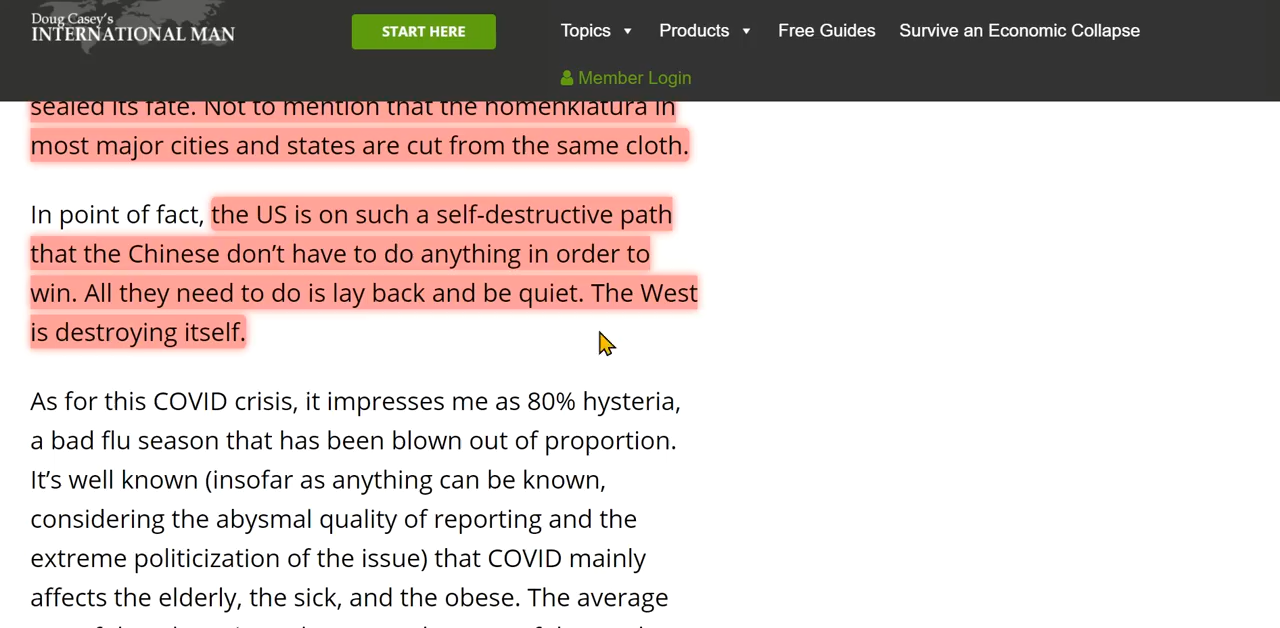 Doug Casey's
INTERNATIONAL MAN
START HERE
Topics
Products
Free Guides
Survive an Economic Collapse
Member Login
sealed its fate. Not to mention that the nomenklatura in
most major cities and states are cut from the same cloth.
In point of fact, the US is on such a self-destructive path
that the Chinese don't have to do anything in order to
win. All they need to do is lay back and be quiet. The West
is destroying itself.
As for this COVID crisis, it impresses me as 80% hysteria,
a bad flu season that has been blown out of proportion.
It's well known (insofar as anything can be known,
considering the abysmal quality of reporting and the
extreme politicization of the issue) that COVID mainly
affects the elderly, the sick, and the obese. The average